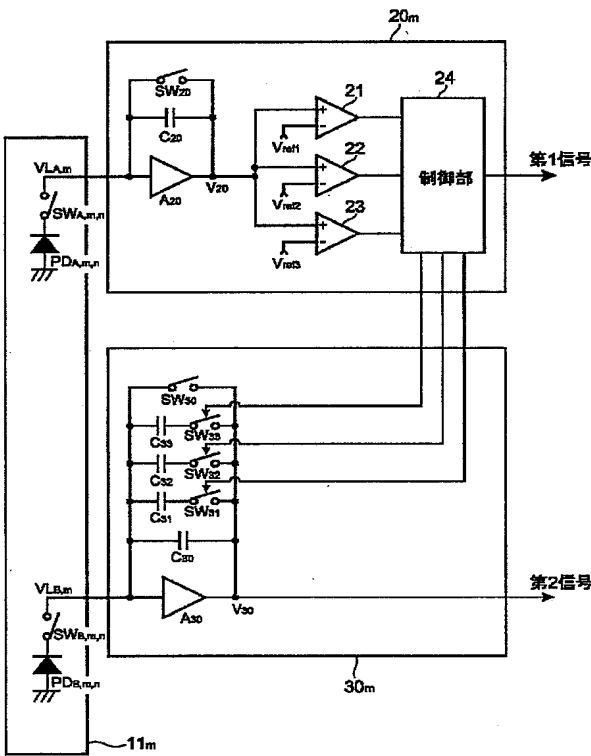 20m
SW20
C20
21
24
VLA,m
A20
V20
Vref1
22
制御部
第1信号
Vref2
SWA,m,n
23
Vref3
PDA,m,n
SW30
C33
SW33
C32
SW32
C31
SW31
C30
VLB,m
A30
V30
第2信号
SWB,m,n
PDB,m,n
30m
11m